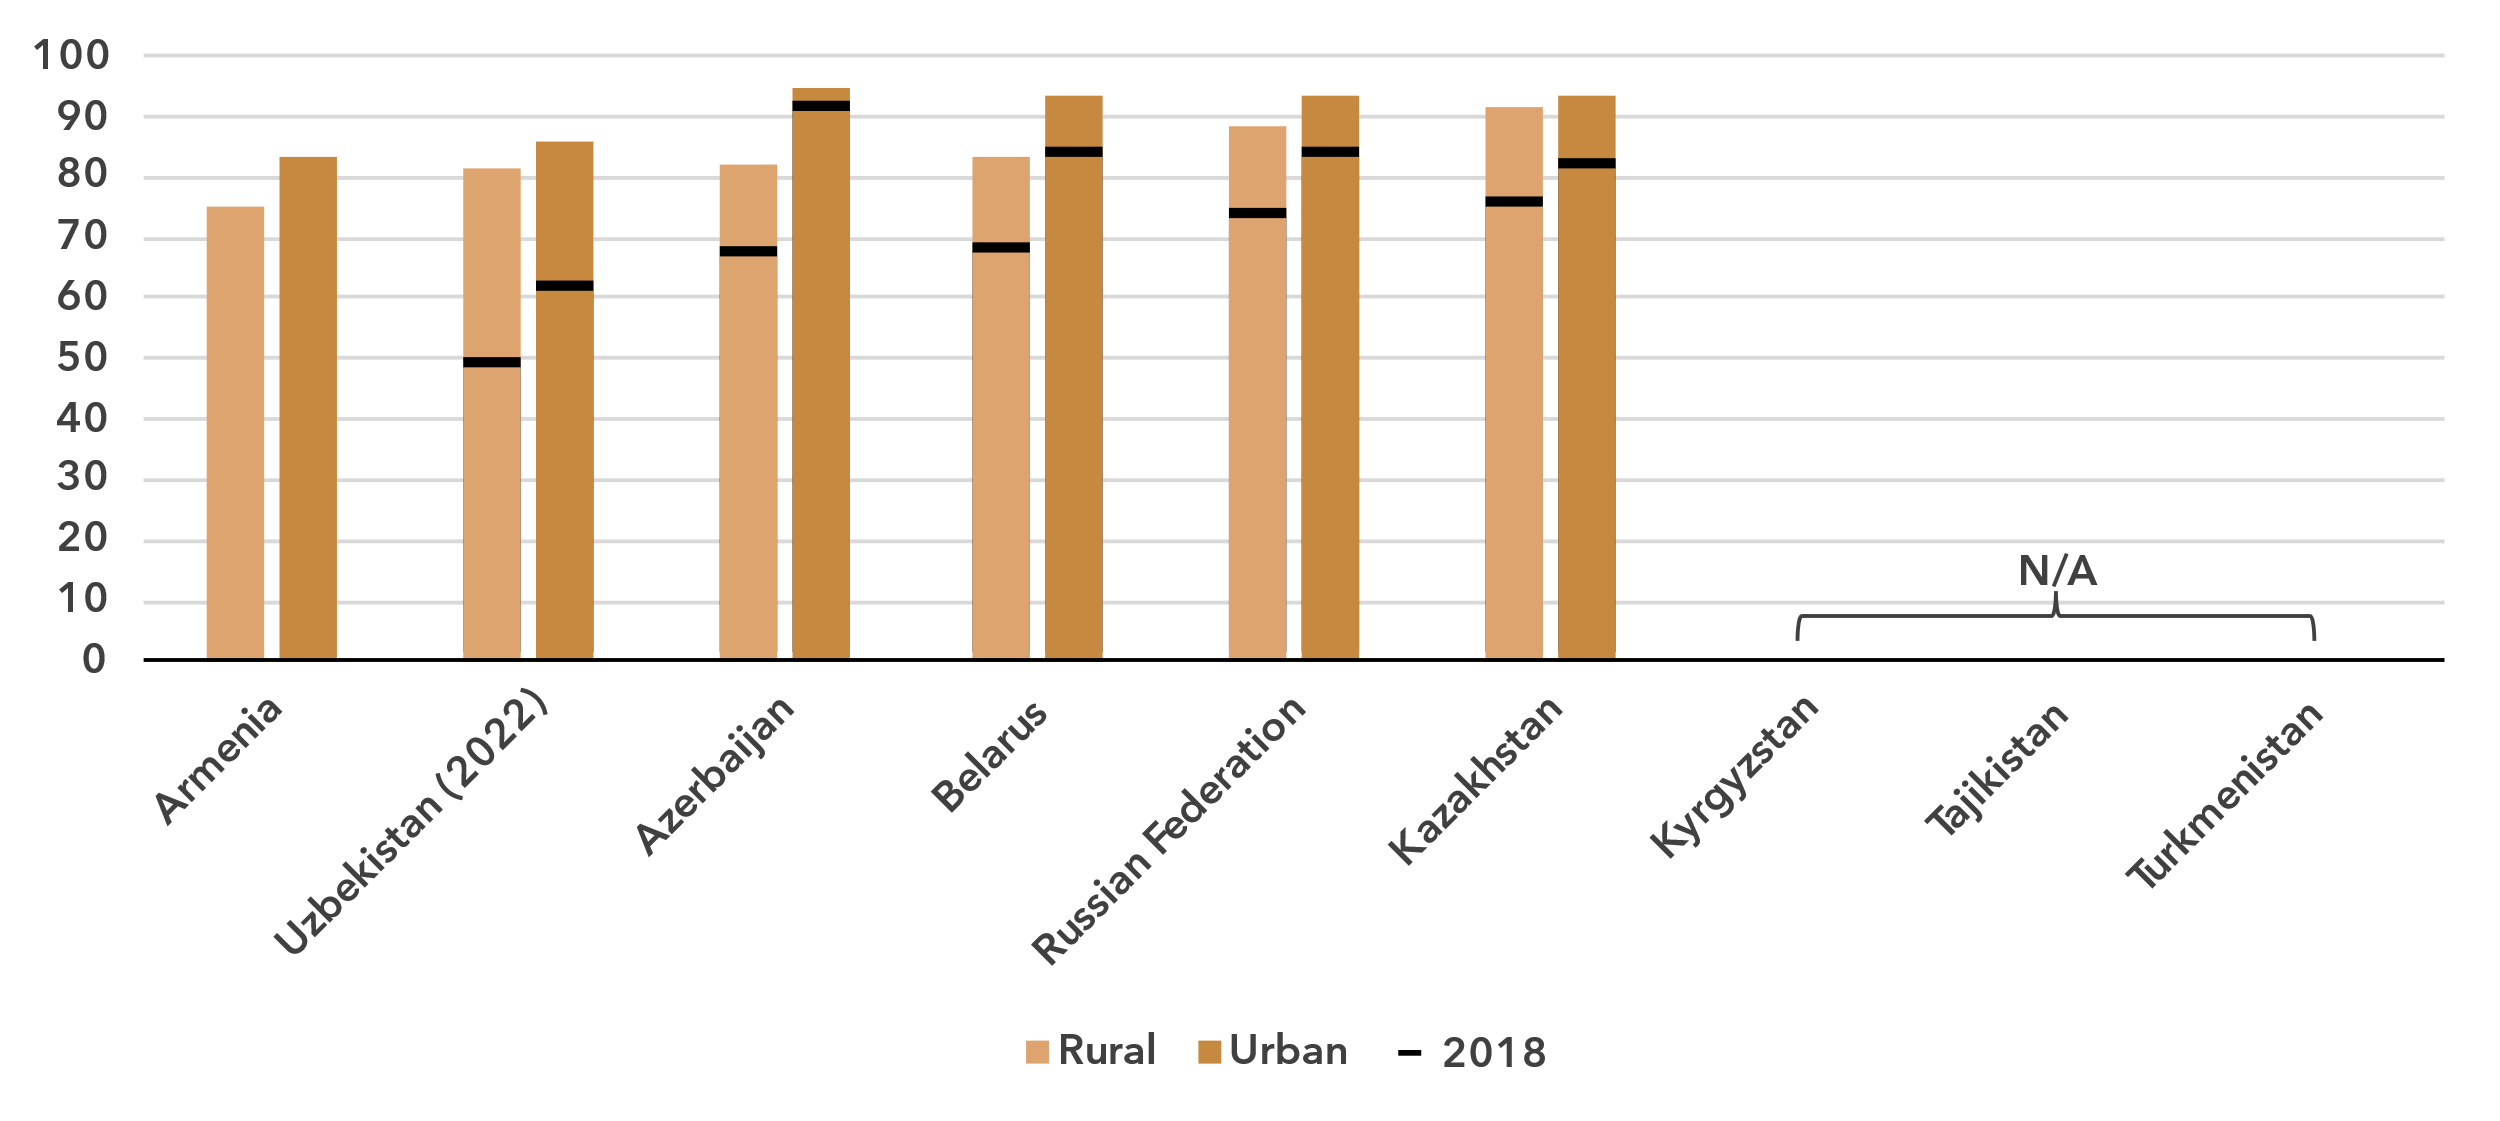 100
90
80
70
60
50
40
30
20
10
0
N/A
Armenia
Uzbekistan (2022)
Azerbaijan
Belarus
Russian Federation
Kazakhstan
Kyrgyzstan
Tajikistan
Turkmenistan
Rural Urban 2018